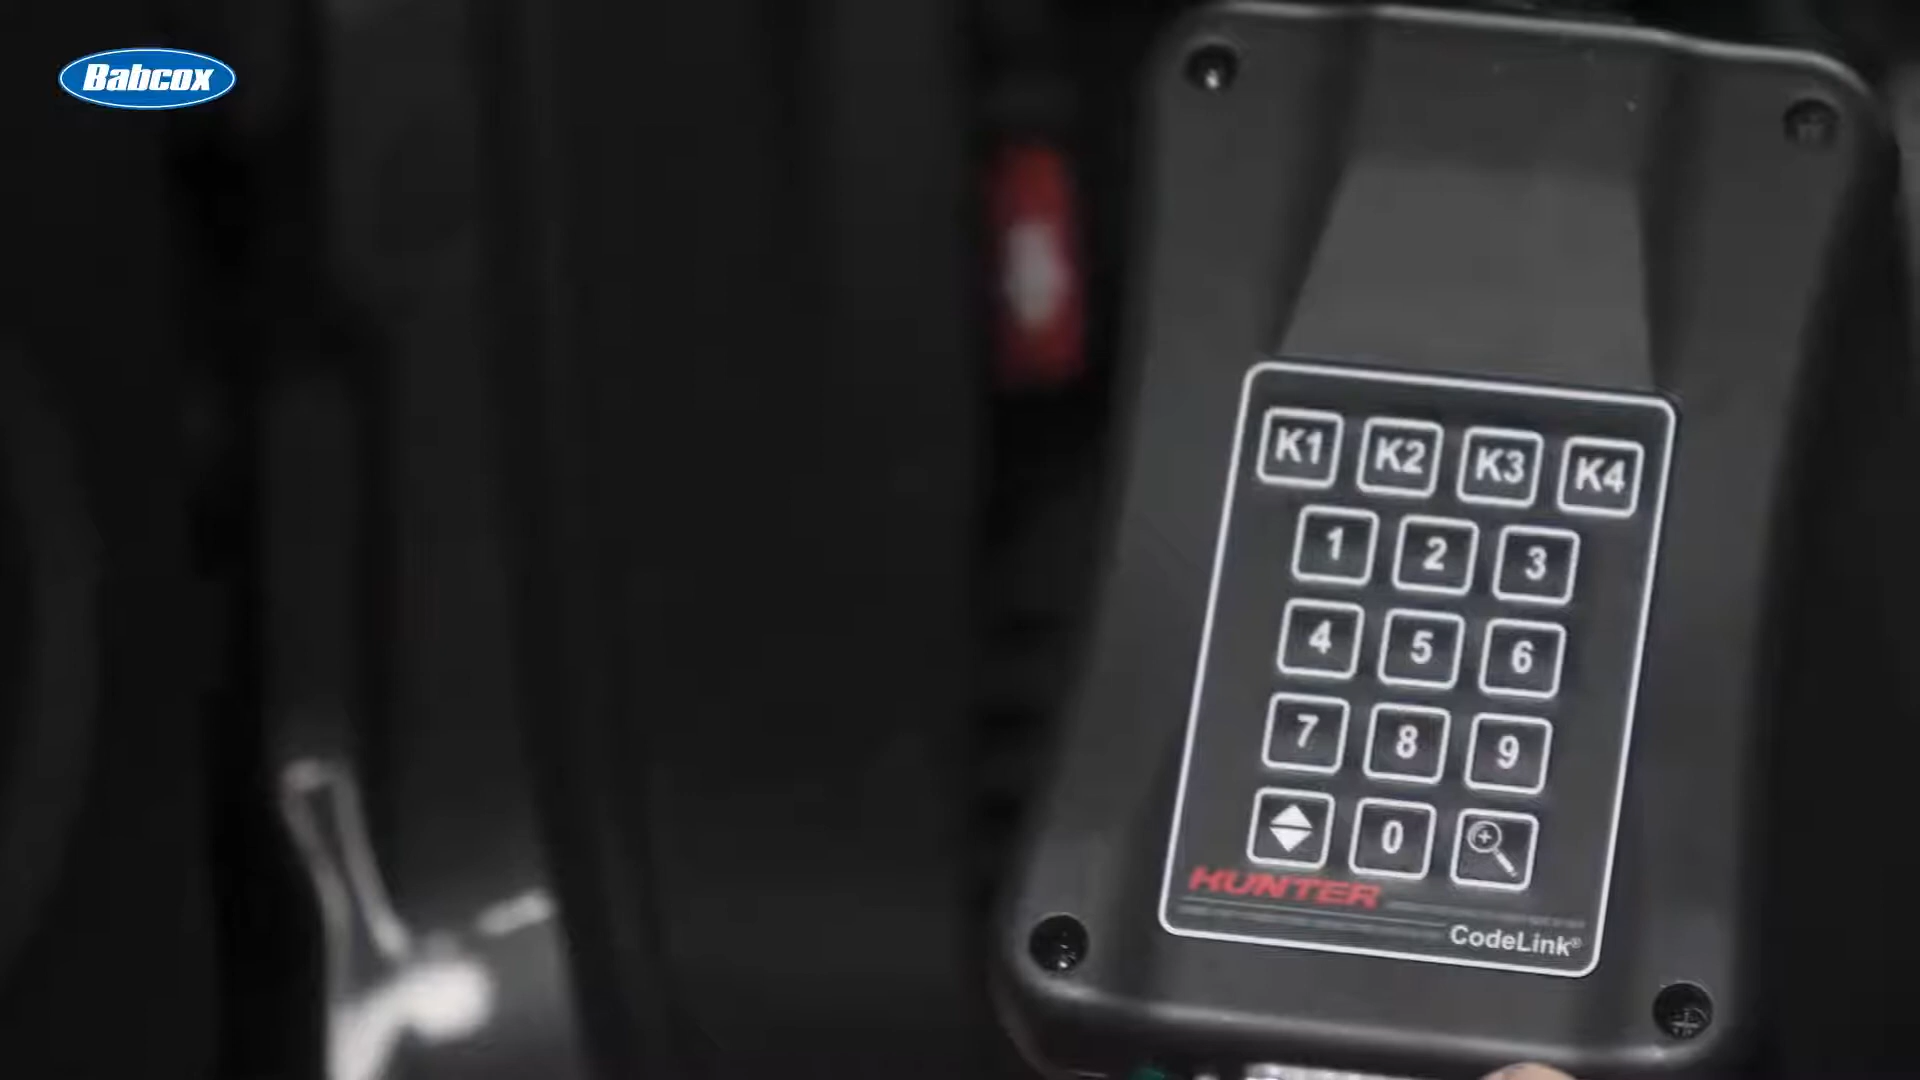 Babcox
K1 K2 K3 K4
1 2 3
4 5 6
7 8 9
0
HUNTER
CodeLink®